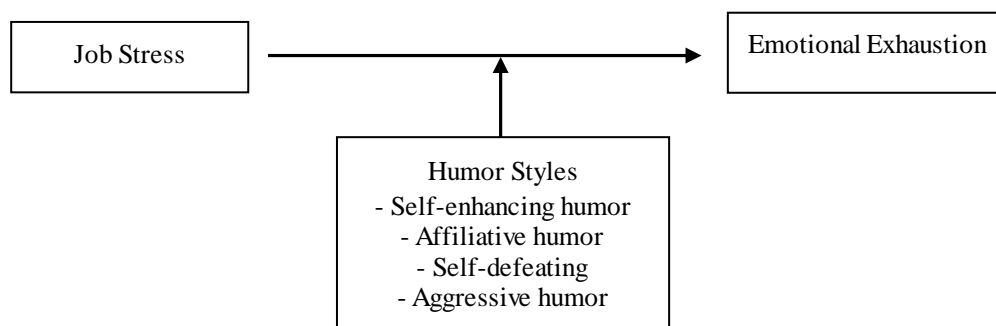 Job Stress
Emotional Exhaustion
Humor Styles
- Self-enhancing humor
- Affiliative humor
- Self-defeating
- Aggressive humor